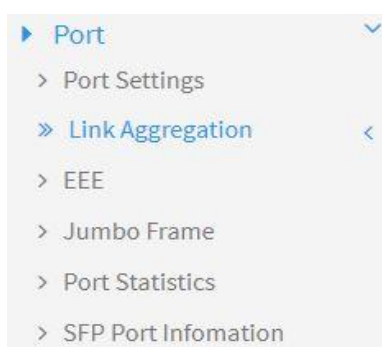 Port
Port Settings
Link Aggregation
EEE
Jumbo Frame
Port Statistics
SFP Port Infomation